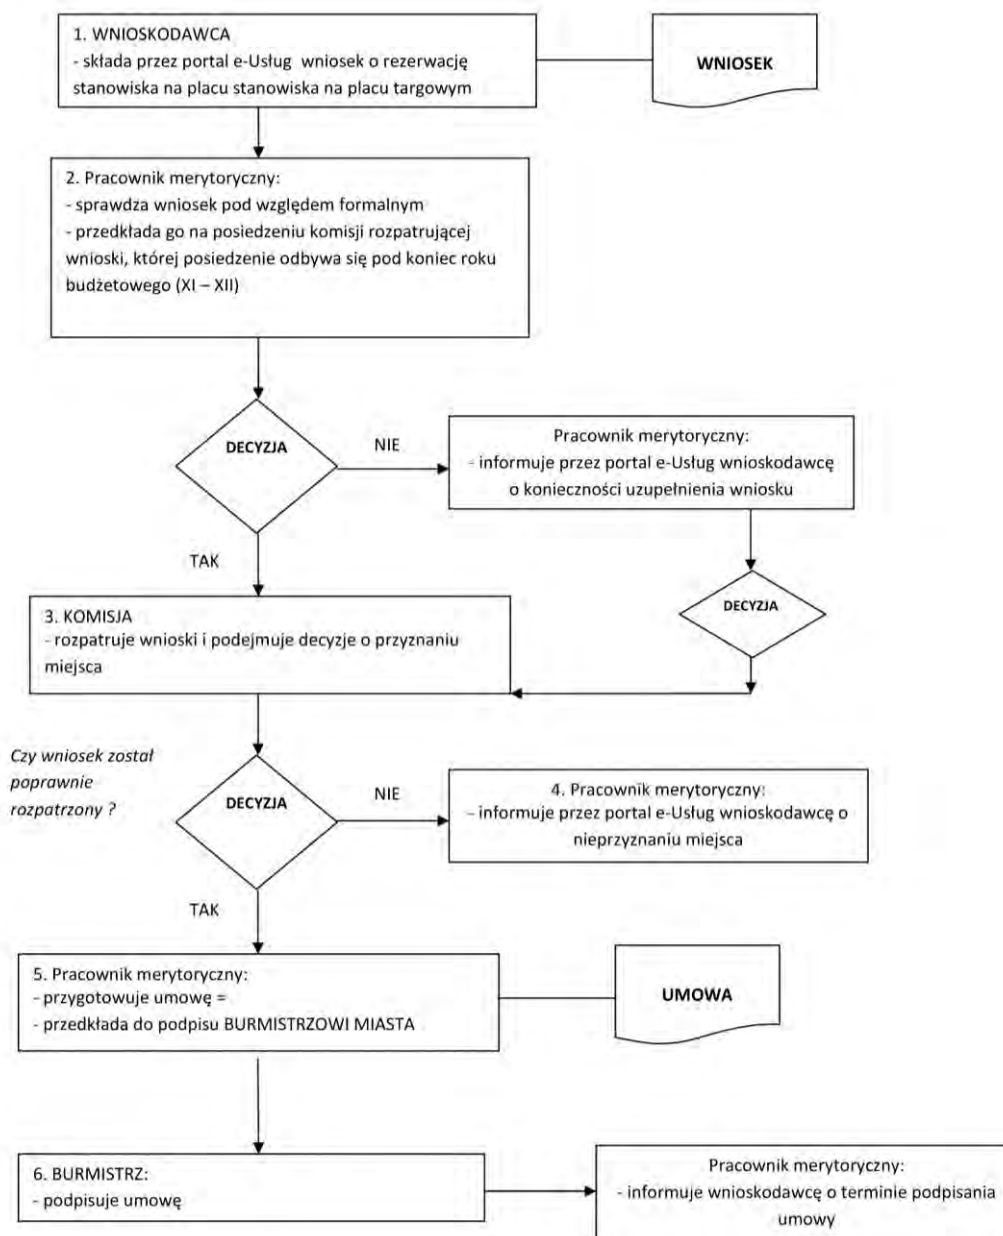 1. WNIOSKODAWCA
- składa przez portal e-Usług wniosek o rezerwację
stanowiska na placu stanowiska na placu targowym
WNIOSEK
2. Pracownik merytoryczny:
- sprawdza wniosek pod względem formalnym
- przedkłada go na posiedzeniu komisji rozpatrującej
wnioski, której posiedzenie odbywa się pod koniec roku
budżetowego (XI – XII)
DECYZJA
NIE
Pracownik merytoryczny:
- informuje przez portal e-Usług wnioskodawcę
o konieczności uzupełnienia wniosku
TAK
DECYZJA
3. KOMISJA
- rozpatruje wnioski i podejmuje decyzje o przyznaniu
miejsca
Czy wniosek został
poprawnie
rozpatrzony ?
DECYZJA
NIE
4. Pracownik merytoryczny:
- informuje przez portal e-Usług wnioskodawcę o
nieprzyznaniu miejsca
TAK
5. Pracownik merytoryczny:
- przygotowuje umowę =
- przedkłada do podpisu BURMISTRZOWI MIASTA
UMOWA
6. BURMISTRZ:
- podpisuje umowę
Pracownik merytoryczny:
- informuje wnioskodawcę o terminie podpisania
umowy